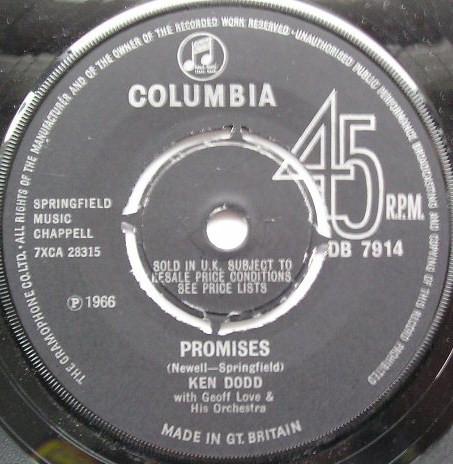 THE GRAMOPHONE CO. LTD. ALL RIGHTS OF THE MANUFACTURER AND OF THE OWNER OF THE RECORDED WORK RESERVED · UNAUTHORISED PUBLIC PERFORMANCE BROADCASTING AND COPYING OF THIS RECORD PROHIBITED
COLUMBIA
45
R.P.M.
SPRINGFIELD
MUSIC
CHAPPELL
7XCA 28315
DB 7914
SOLD IN U.K. SUBJECT TO
RESALE PRICE CONDITIONS
SEE PRICE LISTS
Ⓟ 1966
PROMISES
(Newell—Springfield)
KEN DODD
with Geoff Love &
His Orchestra
MADE IN GT. BRITAIN